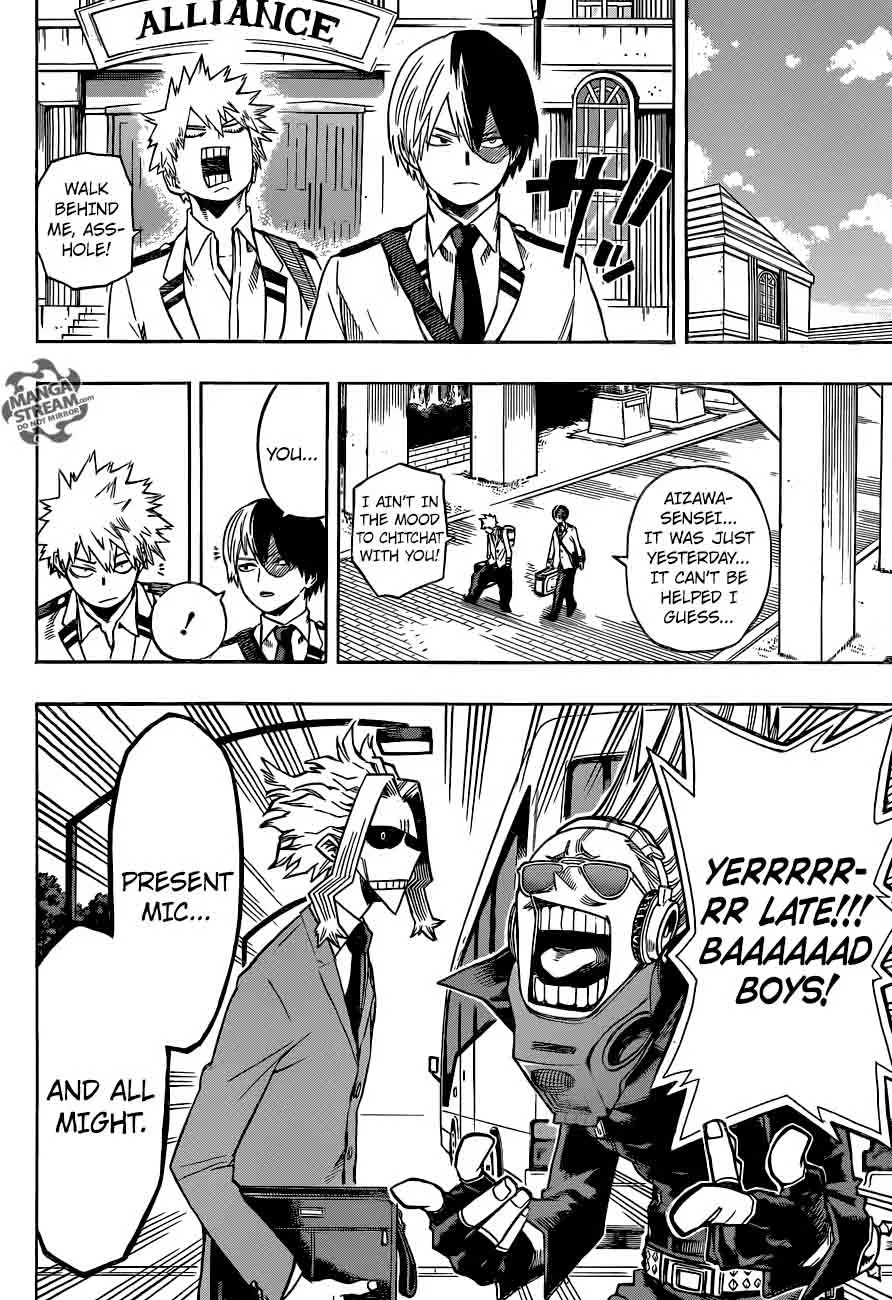 ALLIANCE
ザッ
WALK
BEHIND
ME, ASS-
HOLE!
AIZAWA-
SENSEI...
IT WAS JUST
YESTERDAY...
IT CAN'T BE
HELPED I
GUESS...
I AIN'T IN
THE MOOD
TO CHITCHAT
WITH YOU!
YOU...
!
MANGA
STREAM.com
DO NOT MIRROR
YERRRRR-
RR LATE!!!
BAAAAAAD
BOYS!
PRESENT
MIC...
AND ALL
MIGHT.